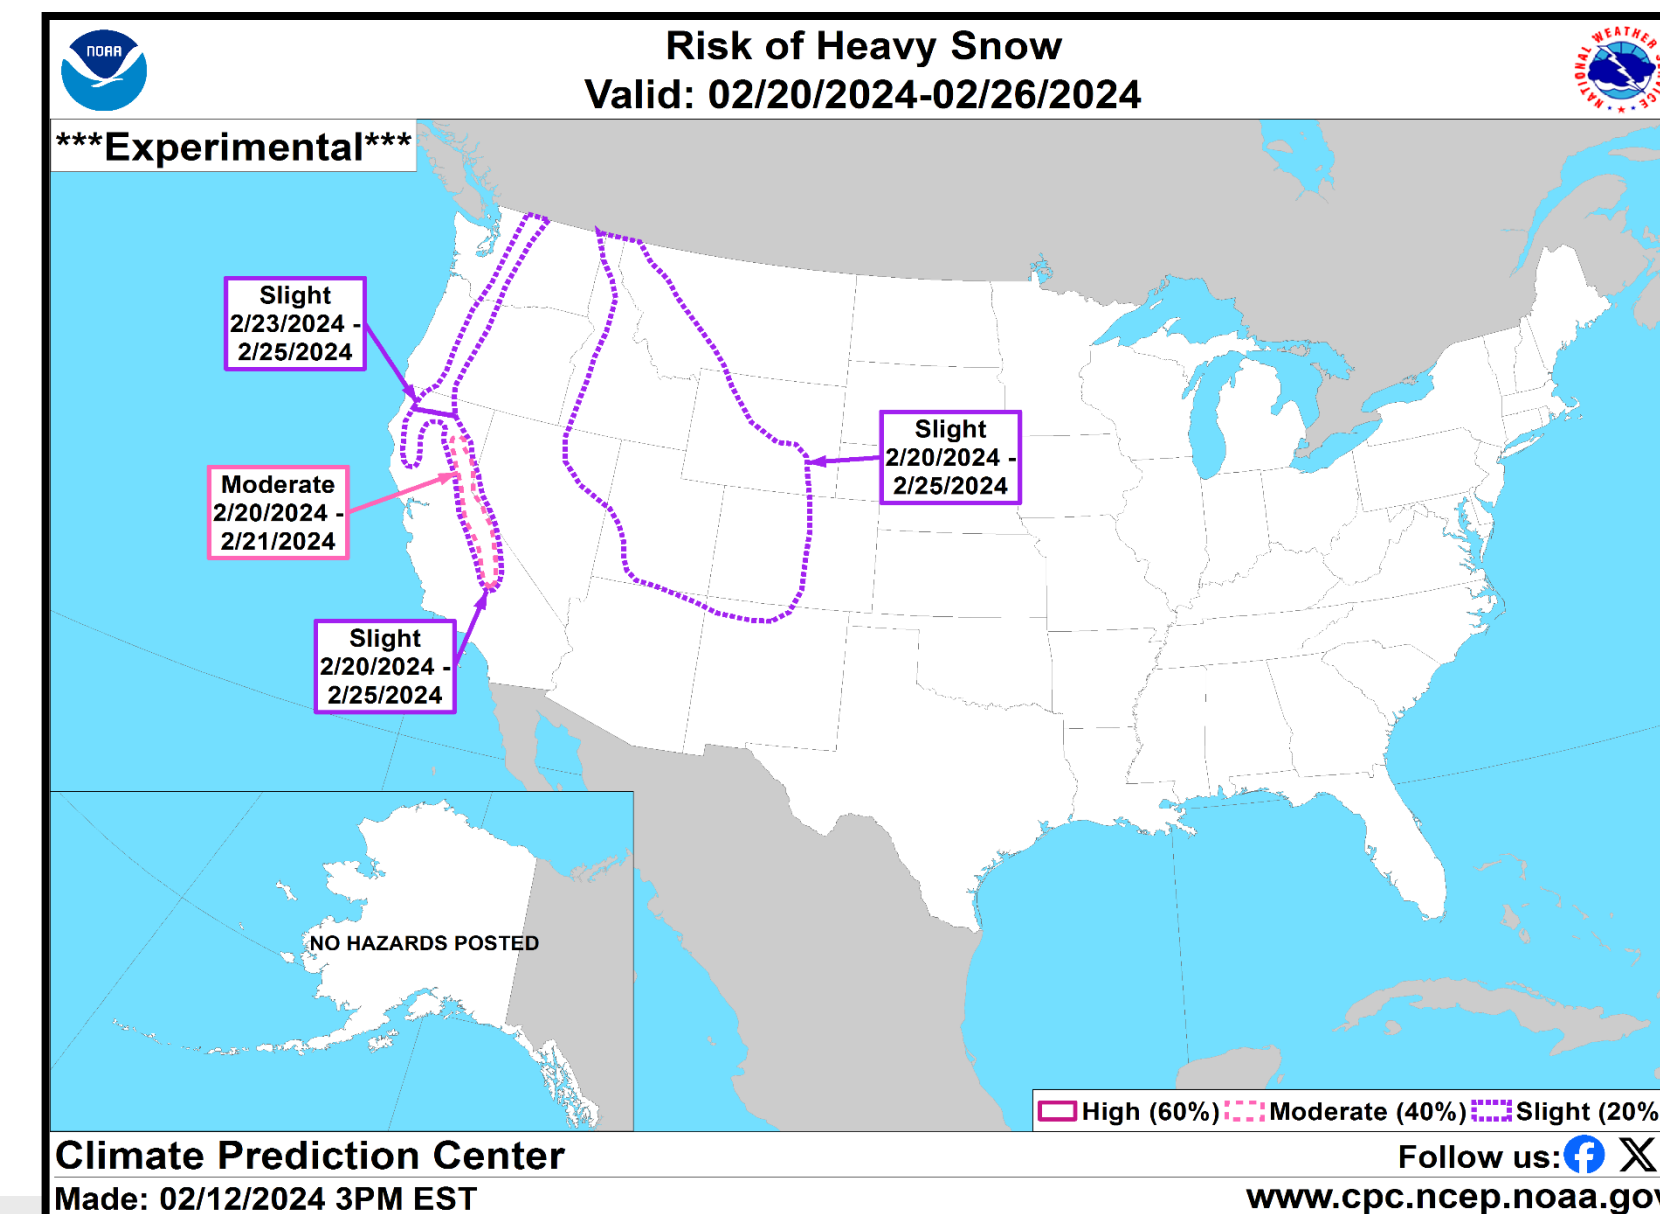 NOAA
Risk of Heavy Snow
Valid: 02/20/2024-02/26/2024
NATIONAL WEATHER SERVICE
***Experimental***
Slight
2/23/2024 -
2/25/2024
Moderate
2/20/2024 -
2/21/2024
Slight
2/20/2024 -
2/25/2024
Slight
2/20/2024 -
2/25/2024
NO HAZARDS POSTED
High (60%) Moderate (40%) Slight (20%
Climate Prediction Center
Follow us:
Made: 02/12/2024 3PM EST
www.cpc.ncep.noaa.gov